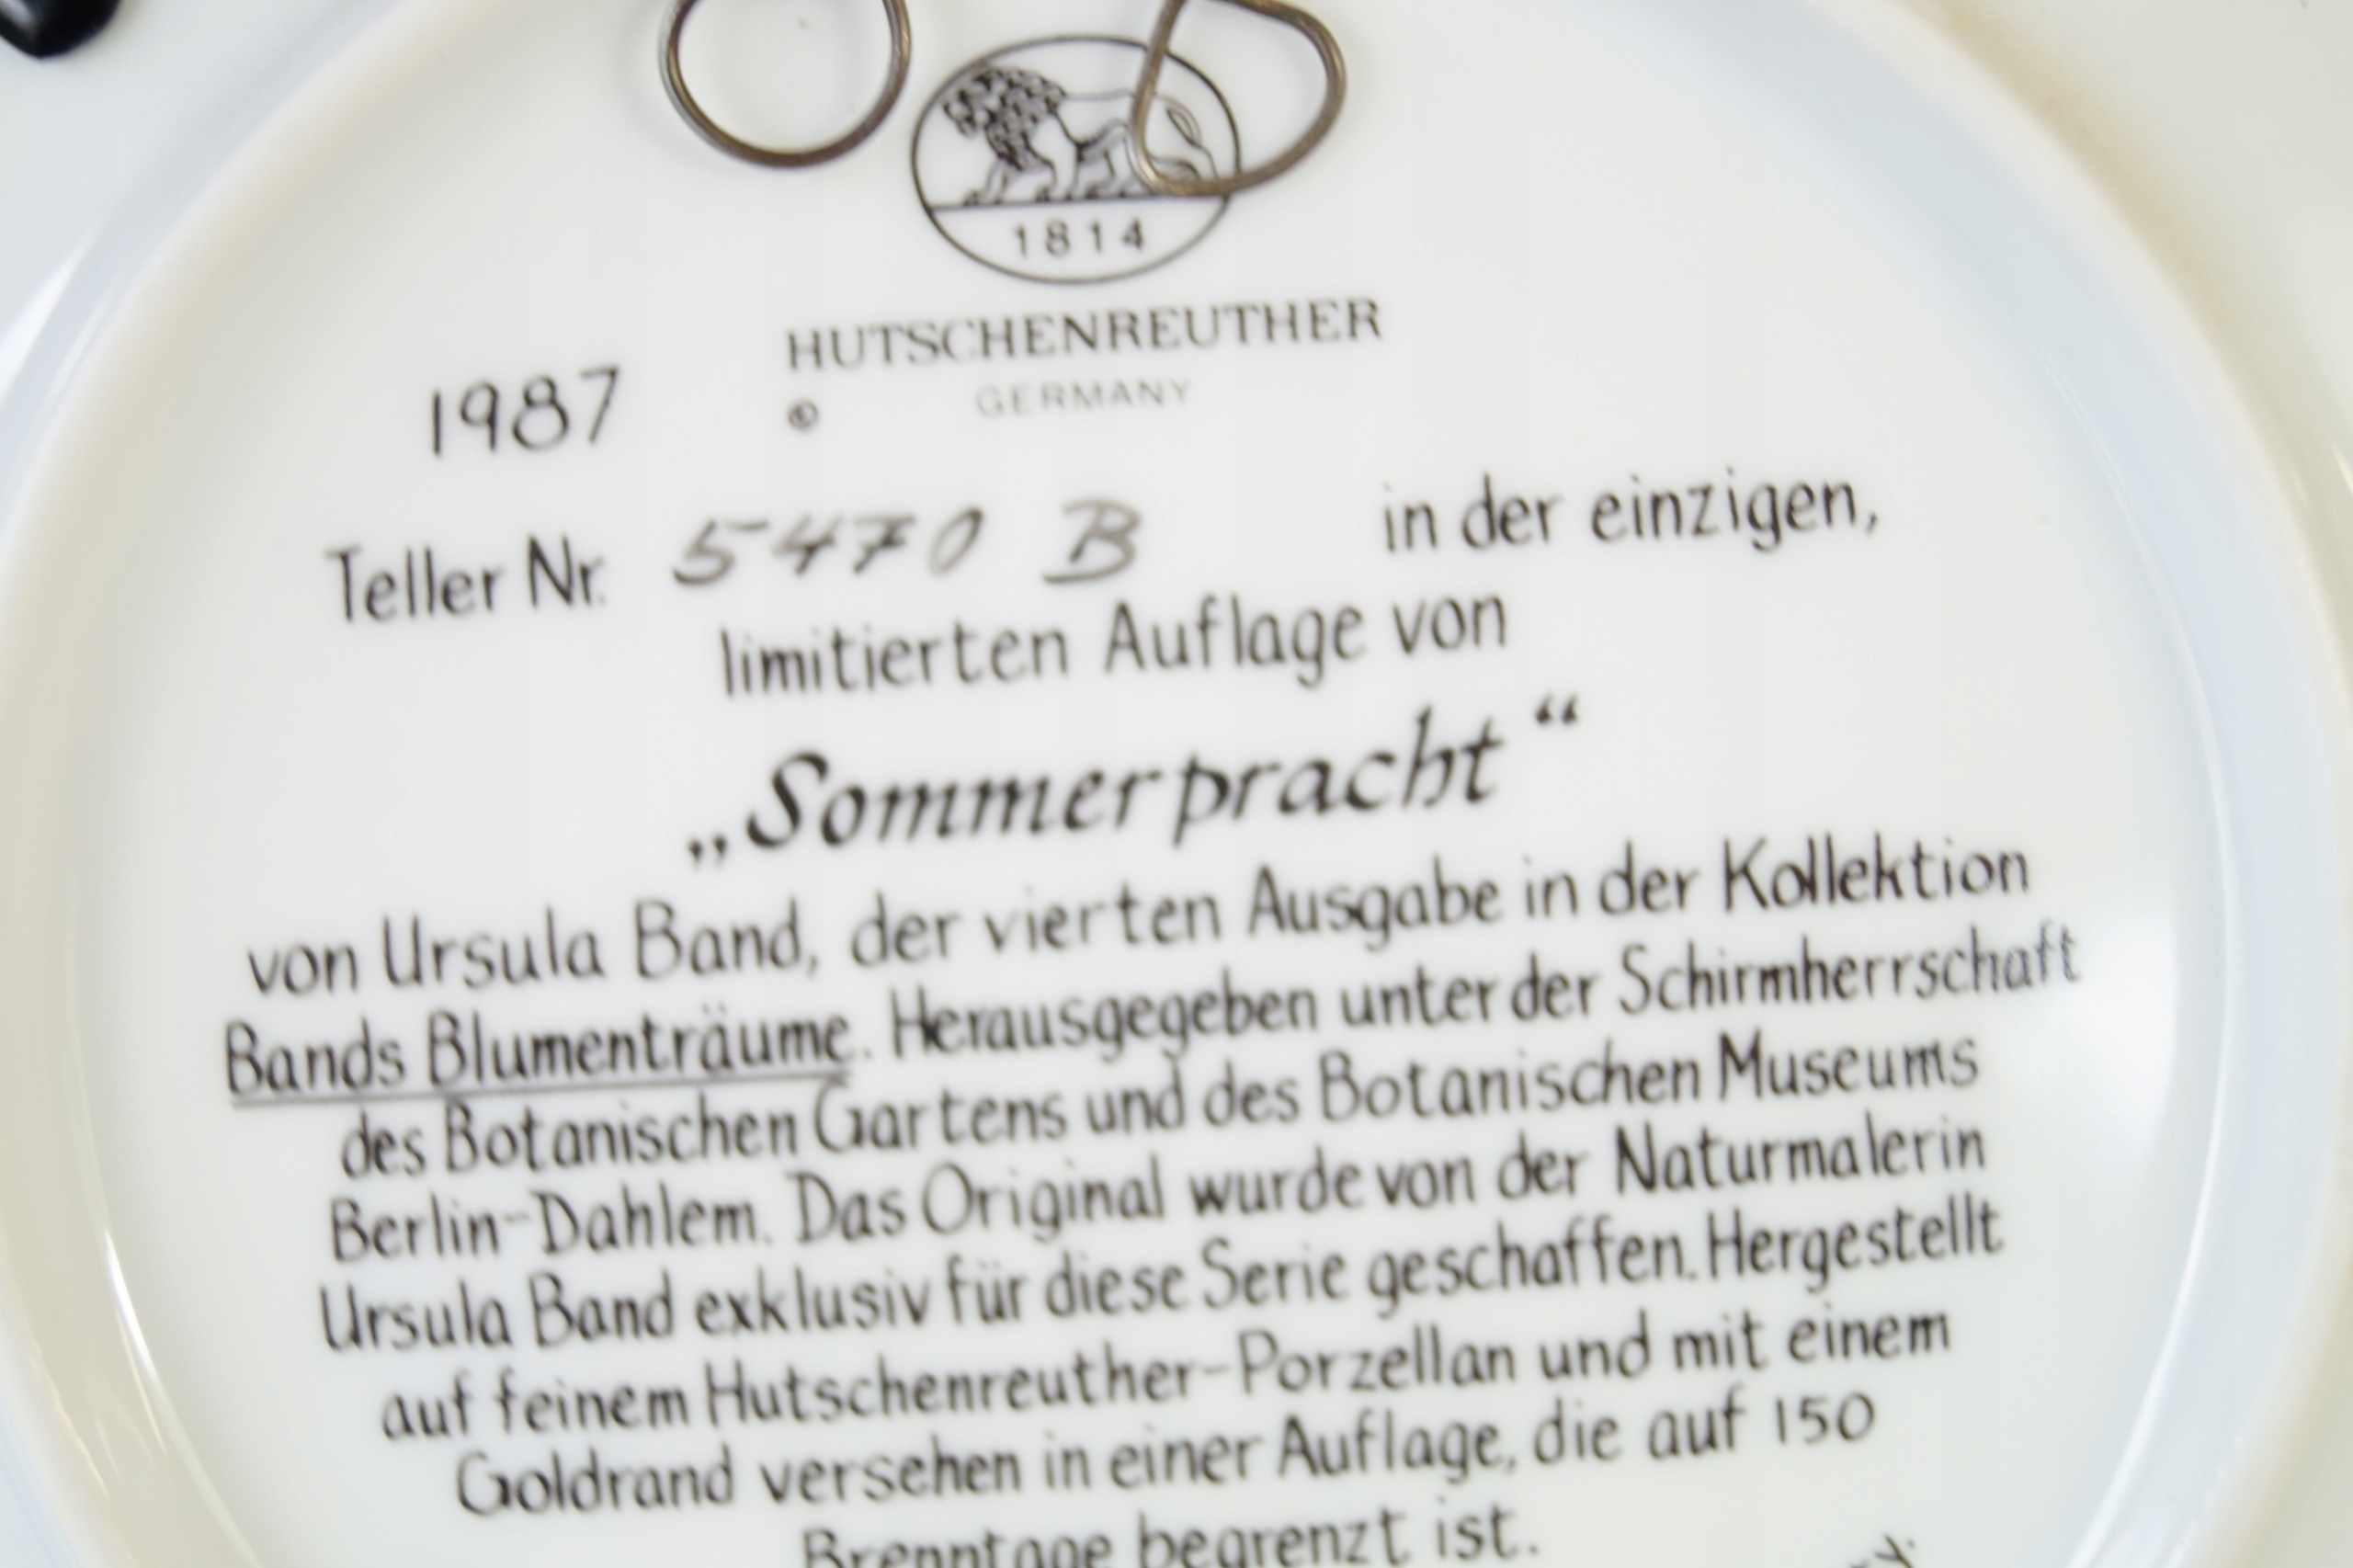 1814
HUTSCHENREUTHER
1987 © GERMANY
Teller Nr. 5470 B in der einzigen,
limitierten Auflage von
„Sommerpracht“
von Ursula Band, der vierten Ausgabe in der Kollektion
Bands Blumenträume. Herausgegeben unter der Schirmherrschaft
des Botanischen Gartens und des Botanischen Museums
Berlin-Dahlem. Das Original wurde von der Naturmalerin
Ursula Band exklusiv für diese Serie geschaffen. Hergestellt
auf feinem Hutschenreuther-Porzellan und mit einem
Goldrand versehen in einer Auflage, die auf 150
Brenntage begrenzt ist.